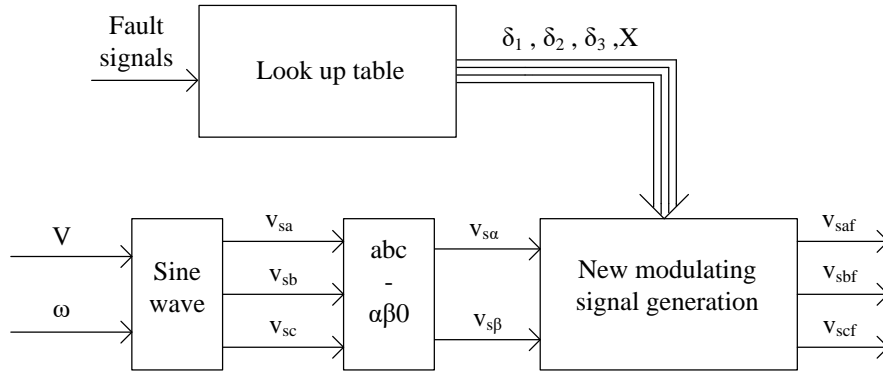 Fault
signals
Look up table
δ₁ , δ₂ , δ₃ ,X
V
ω
Sine
wave
vsa
vsb
vsc
abc
-
αβ0
vsα
vsβ
New modulating
signal generation
vsaf
vsbf
vscf